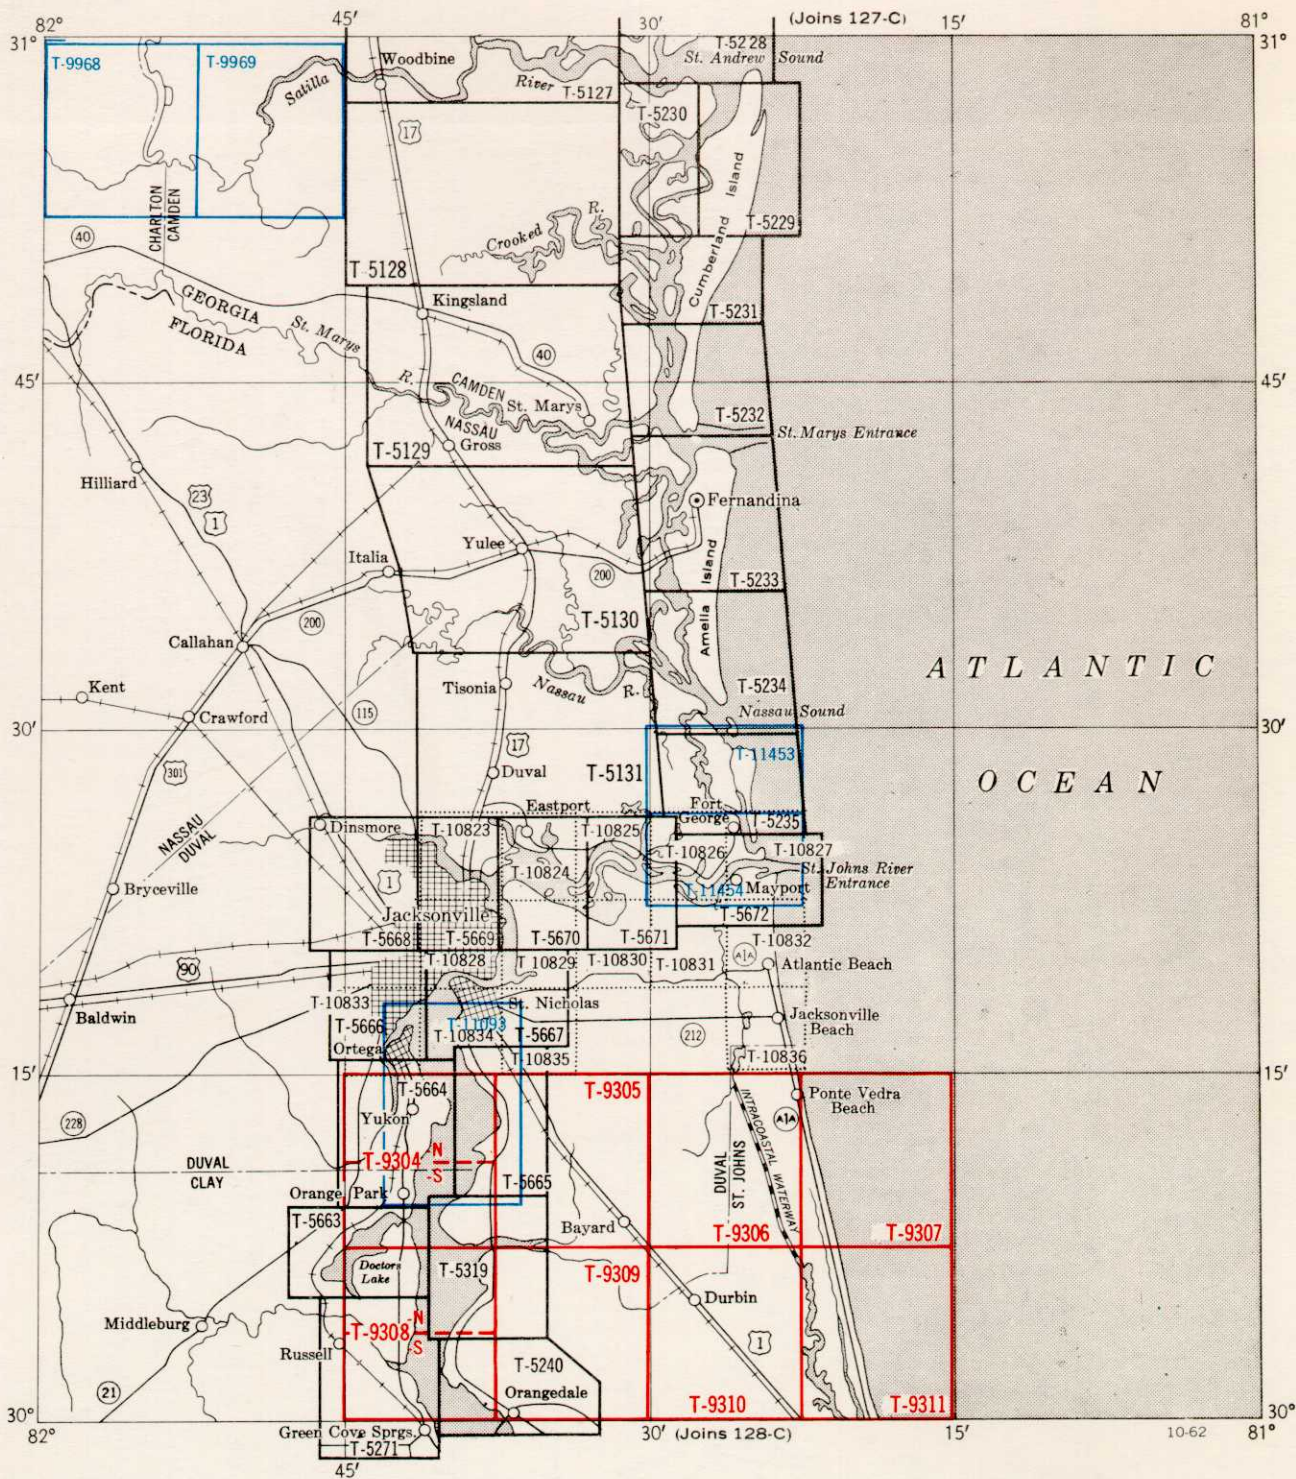 (Joins 127-C)
82°
45'
30'
15'
81°
31°
31°
T-9968
T-9969
Satilla
Woodbine
River
T-5127
T-5228
St. Andrew Sound
T-5230
17
CHARLTON
CAMDEN
R.
Crooked
Cumberland Island
T-5229
40
T-5128
GEORGIA
FLORIDA
St. Marys
Kingsland
T-5231
40
45'
45'
R.
CAMDEN
NASSAU
St. Marys
T-5232
St. Marys Entrance
T-5129
Gross
Hilliard
23
1
Fernandina
Italia
Yulee
200
Amelia Island
T-5233
200
T-5130
Callahan
Kent
Crawford
115
Tisonia
Nassau
R.
T-5234
Nassau Sound
ATLANTIC
OCEAN
30'
30'
301
17
Duval
T-5131
T-11453
Eastport
Fort
George
T-5235
Dinsmore
T-10823
T-10825
NASSAU
DUVAL
T-10824
T-10826
T-10827
St. Johns River
Entrance
Bryceville
1
T-11454
Mayport
Jacksonville
T-5672
T-5668
T-5669
T-5670
T-5671
T-10832
90
T-10828
T-10829
T-10830
T-10831
A1A
Atlantic Beach
T-10833
St. Nicholas
Baldwin
T-5666
T-11093
T-10834
T-5667
212
Jacksonville
Beach
Ortega
T-10835
T-10836
15'
15'
T-5664
T-9305
Ponte Vedra
Beach
228
Yukon
A1A
INTRACOASTAL WATERWAY
DUVAL
ST. JOHNS
DUVAL
CLAY
T-9304
-N
-S
T-5665
Orange Park
T-5663
Bayard
T-9306
T-9307
Doctors
Lake
T-5319
T-9309
Durbin
Middleburg
T-9308
-N
-S
Russell
1
T-5240
21
Orangedale
T-9310
T-9311
30°
30°
Green Cove Sprgs.
T-5271
82°
45'
30'
(Joins 128-C)
15'
10-62
81°